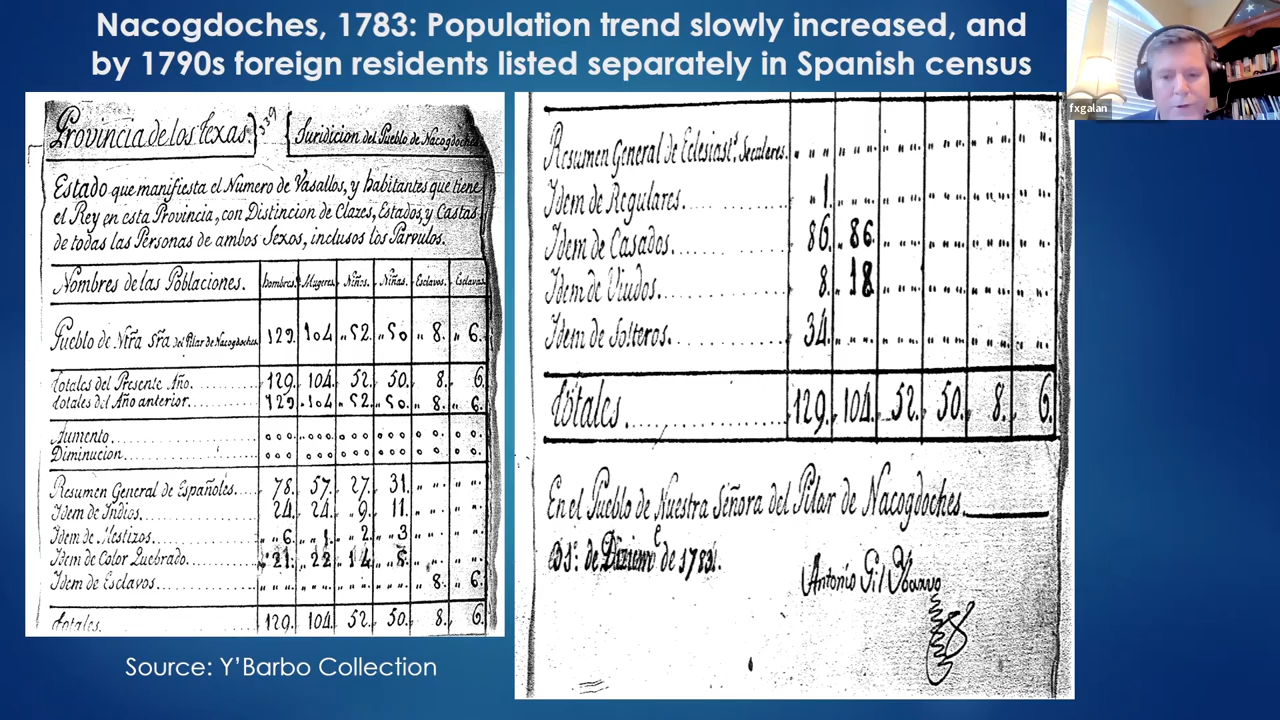 Nacogdoches, 1783: Population trend slowly increased, and
by 1790s foreign residents listed separately in Spanish census
fxgalan
Provincia de los Texas.
Juridicion del Pueblo de Nacogdoches
Estado que manifiesta el Numero de Vasallos, y habitantes que tiene
el Rey en esta Provincia, con Distincion de Clazes, Estados, y Castas
de todas las Personas de ambos Sexos, inclusos los Parvulos.
Nombres de las Poblaciones. hombres. Mugeres. Niños. Niñas. Esclavos. Esclavas.
Pueblo de Ntra Sra del Pilar de Nacogdoches. 129. 104. 52. 50. 8. 6.
totales del Presente Año. 129. 104. 52. 50. 8. 6.
totales del Año anterior. 129. 104. 52. 50. 8. 6.
Aumento.
Diminucion.
Resumen General de Españoles. 78. 57. 27. 31.
Idem de Indios. 24. 24. 9. 11.
Idem de Mestizos. 6. 1. 2. 3
Idem de Color Quebrado. 21. 22. 14.
Idem de Esclavos. 8. 6.
totales. 129. 104. 52. 50. 8. 6.
Resumen General de Eclesiast.s Seculeres.
Idem de Regulares. 1.
Idem de Casados. 86. 86.
Idem de Viudos. 8. 18
Idem de Solteros. 34.
totales. 129. 104. 52. 50. 8. 6.
En el Pueblo de Nuestra Señora del Pilar de Nacogdoches
de 1783.
Antonio Gil Ybarvo
Source: Y'Barbo Collection